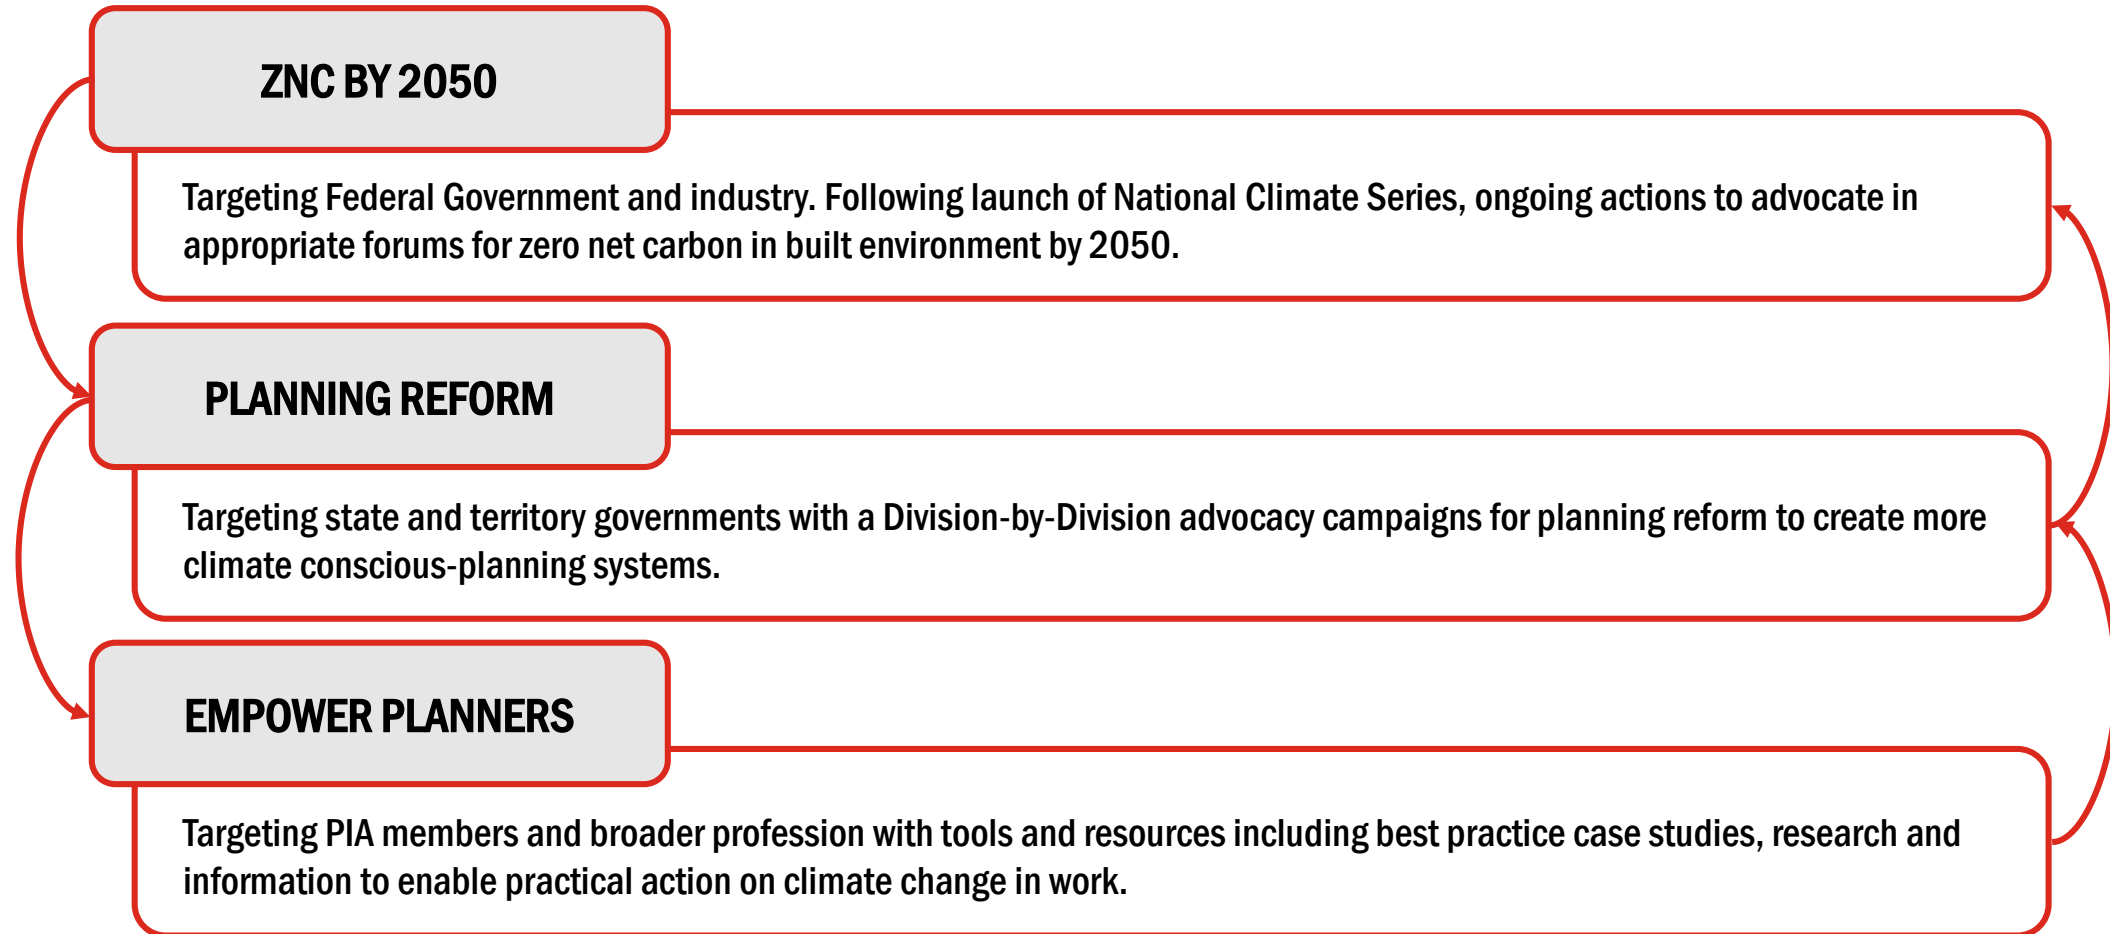 ZNC BY 2050
Targeting Federal Government and industry. Following launch of National Climate Series, ongoing actions to advocate in
appropriate forums for zero net carbon in built environment by 2050.
PLANNING REFORM
Targeting state and territory governments with a Division-by-Division advocacy campaigns for planning reform to create more
climate conscious-planning systems.
EMPOWER PLANNERS
Targeting PIA members and broader profession with tools and resources including best practice case studies, research and
information to enable practical action on climate change in work.